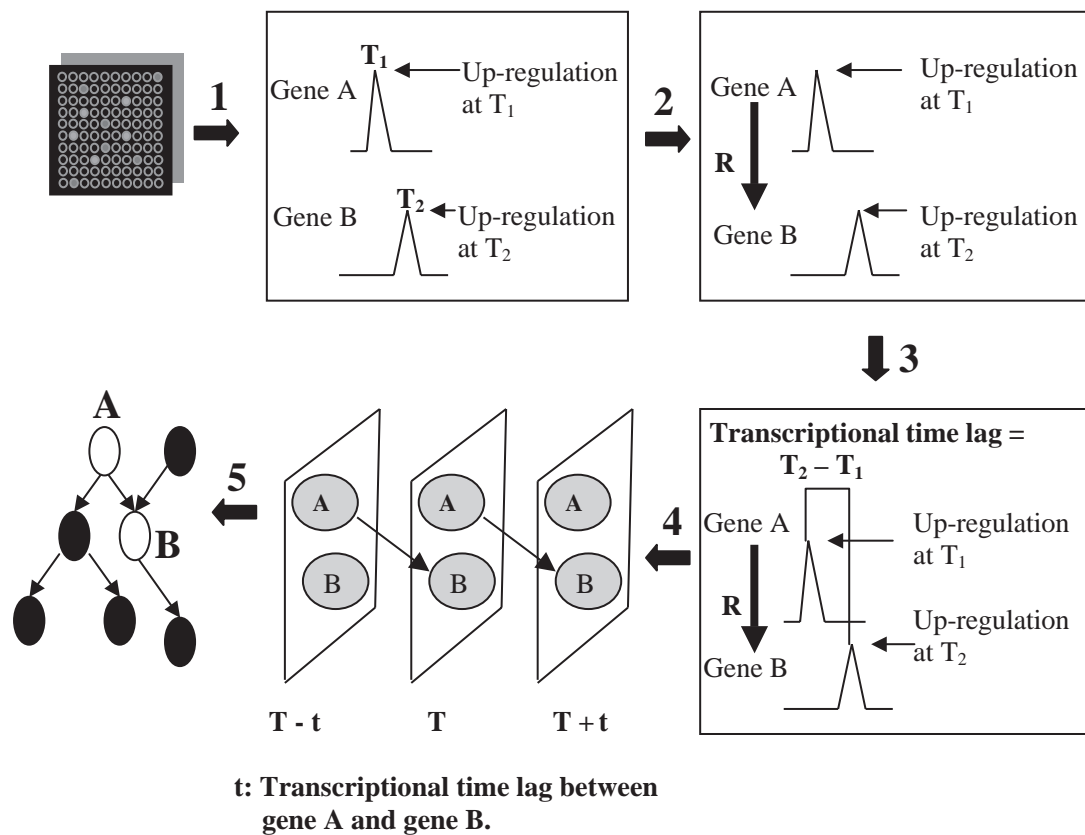 1
T₁
Gene A
Up-regulation
at T₁
Gene B
T₂
Up-regulation
at T₂
2
Gene A
Up-regulation
at T₁
R
Gene B
Up-regulation
at T₂
3
Transcriptional time lag =
T₂ – T₁
Gene A
Up-regulation
at T₁
R
Gene B
Up-regulation
at T₂
4
A
B
A
B
A
B
T - t
T
T + t
t: Transcriptional time lag between
gene A and gene B.
5
A
B